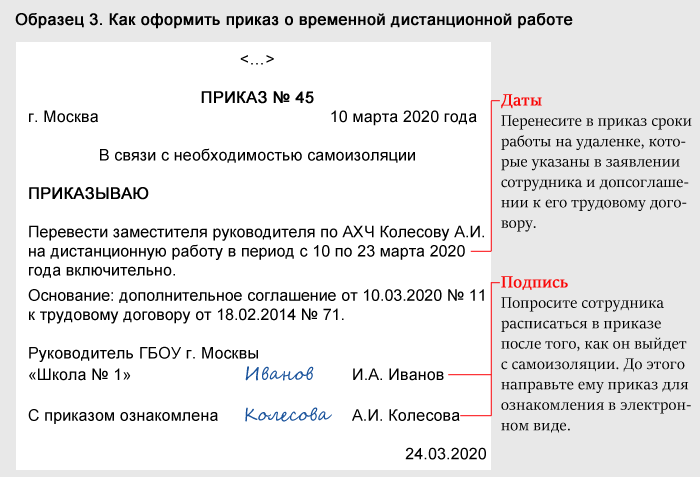 Образец 3. Как оформить приказ о временной дистанционной работе
<...>
ПРИКАЗ № 45
г. Москва 10 марта 2020 года
В связи с необходимостью самоизоляции
ПРИКАЗЫВАЮ
Перевести заместителя руководителя по АХЧ Колесову А.И.
на дистанционную работу в период с 10 по 23 марта 2020
года включительно.
Основание: дополнительное соглашение от 10.03.2020 № 11
к трудовому договору от 18.02.2014 № 71.
Руководитель ГБОУ г. Москвы
«Школа № 1» Иванов И.А. Иванов
С приказом ознакомлена Колесова А.И. Колесова
24.03.2020
Даты
Перенесите в приказ сроки
работы на удаленке, кото-
рые указаны в заявлении
сотрудника и допсоглаше-
нии к его трудовому дого-
вору.
Подпись
Попросите сотрудника
расписаться в приказе
после того, как он выйдет
с самоизоляции. До этого
направьте ему приказ для
ознакомления в электрон-
ном виде.